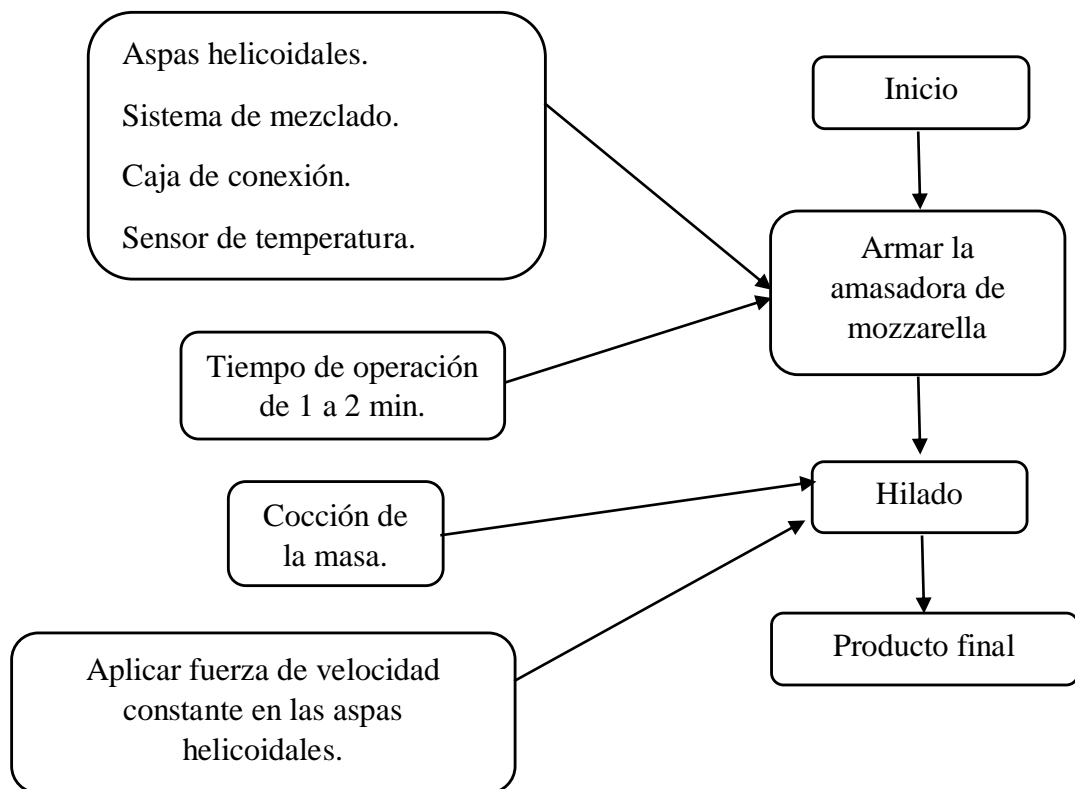 Aspas helicoidales.
Sistema de mezclado.
Caja de conexión.
Sensor de temperatura.
Inicio
Armar la
amasadora de
mozzarella
Tiempo de operación
de 1 a 2 min.
Cocción de
la masa.
Hilado
Aplicar fuerza de velocidad
constante en las aspas
helicoidales.
Producto final